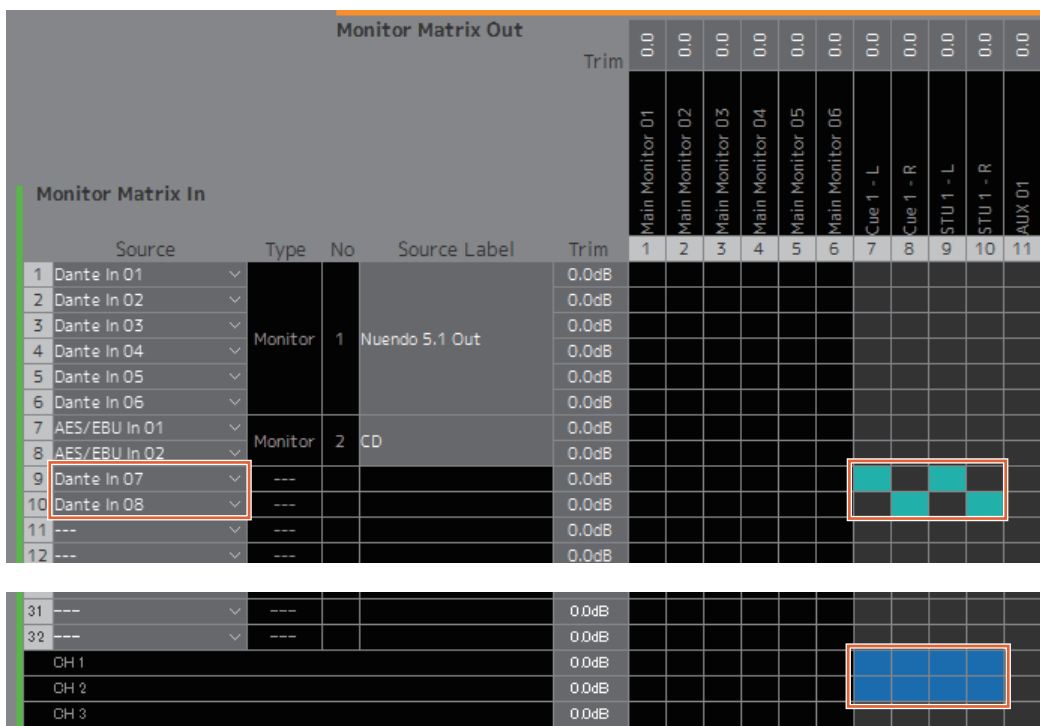 Monitor Matrix Out
Trim 0.0 0.0 0.0 0.0 0.0 0.0 0.0 0.0 0.0 0.0 0.0
Main Monitor 01
Main Monitor 02
Main Monitor 03
Main Monitor 04
Main Monitor 05
Main Monitor 06
Cue 1 - L
Cue 1 - R
STU 1 - L
STU 1 - R
AUX 01
Monitor Matrix In
Source Type No Source Label Trim 1 2 3 4 5 6 7 8 9 10 11
1 Dante In 01 0.0dB
2 Dante In 02 0.0dB
3 Dante In 03 0.0dB
Monitor 1 Nuendo 5.1 Out
4 Dante In 04 0.0dB
5 Dante In 05 0.0dB
6 Dante In 06 0.0dB
7 AES/EBU In 01 0.0dB
Monitor 2 CD
8 AES/EBU In 02 0.0dB
9 Dante In 07 --- 0.0dB
10 Dante In 08 --- 0.0dB
11 --- --- 0.0dB
12 --- --- 0.0dB
31 --- --- 0.0dB
32 --- --- 0.0dB
CH 1 0.0dB
CH 2 0.0dB
CH 3 0.0dB